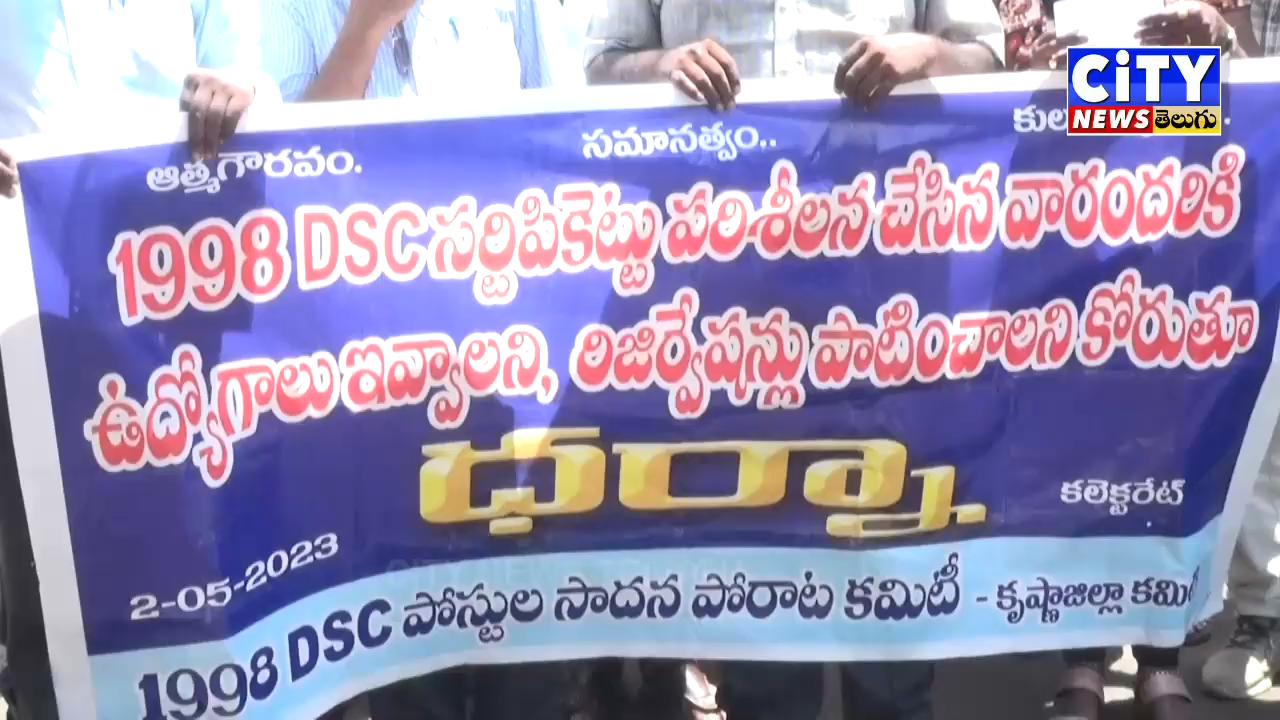 CiTY
NEWS తెలుగు
ఆత్మగౌరవం. సమానత్వం..
1998 DSC సర్టిపికెట్టు పరిశీలన చేసిన వారందరికి
ఉద్యోగాలు ఇవ్వాలని, రిజర్వేషన్లు పాటించాలని కోరుతూ
ధర్నా
కలెక్టరేట్
2-05-2023
1998 DSC పోస్టుల సాదన పోరాట కమిటీ - కృష్ణాజిల్లా